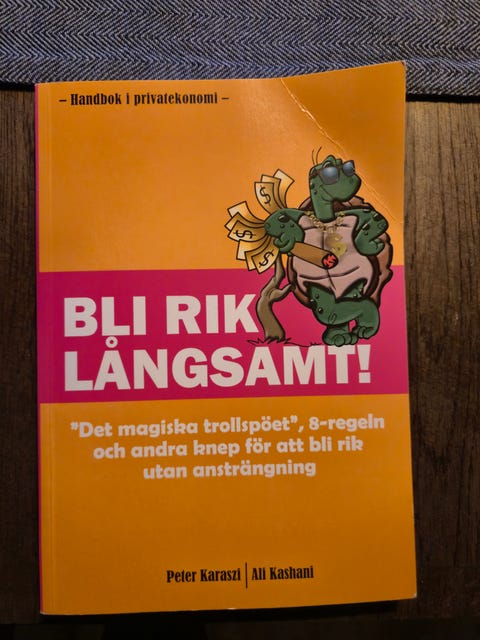 – Handbok i privatekonomi –
$
$
$
$
$
BLI RIK
LÅNGSAMT!
"Det magiska trollspöet", 8-regeln
och andra knep för att bli rik
utan ansträngning
Peter Karaszi | Ali Kashani